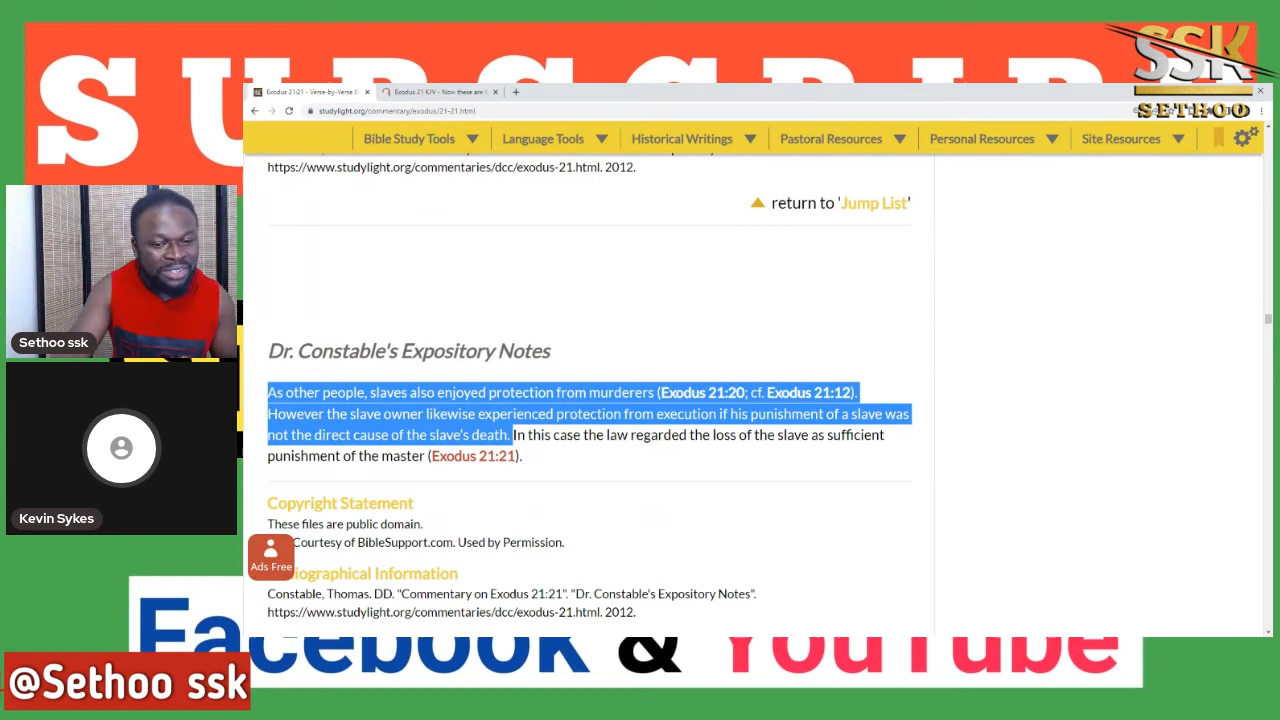 SUBSCRIB
SSK
SETHOO
Exodus 21:21 - Verse-by-Verse
Exodus 21 KJV - Now these are
studylight.org/commentary/exodus/21-21.html
Bible Study Tools
Language Tools
Historical Writings
Pastoral Resources
Personal Resources
Site Resources
https://www.studylight.org/commentaries/dcc/exodus-21.html. 2012.
return to 'Jump List'
Dr. Constable's Expository Notes
As other people, slaves also enjoyed protection from murderers (Exodus 21:20; cf. Exodus 21:12).
However the slave owner likewise experienced protection from execution if his punishment of a slave was
not the direct cause of the slave's death. In this case the law regarded the loss of the slave as sufficient
punishment of the master (Exodus 21:21).
Copyright Statement
These files are public domain.
Courtesy of BibleSupport.com. Used by Permission.
Ads Free
iographical Information
Constable, Thomas. DD. "Commentary on Exodus 21:21". "Dr. Constable's Expository Notes".
https://www.studylight.org/commentaries/dcc/exodus-21.html. 2012.
Sethoo ssk
Kevin Sykes
Facebook & YouTube
@Sethoo ssk